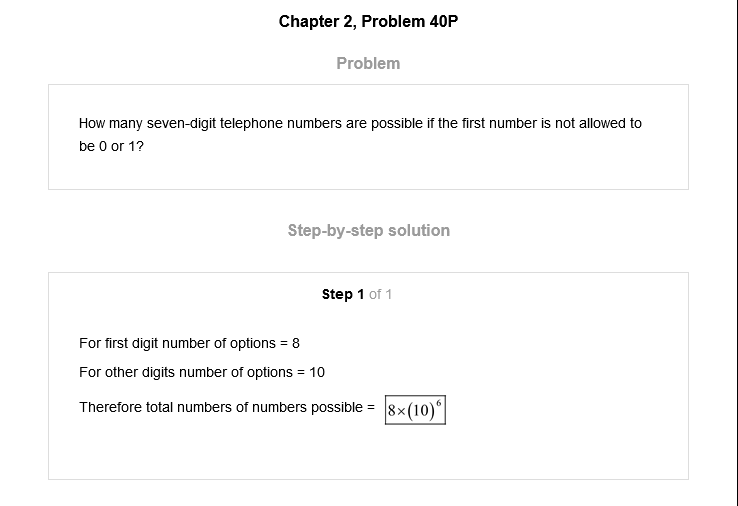 Chapter 2, Problem 40P
Problem
How many seven-digit telephone numbers are possible if the first number is not allowed to
be 0 or 1?
Step-by-step solution
Step 1 of 1
For first digit number of options = 8
For other digits number of options = 10
Therefore total numbers of numbers possible = 8×(10)⁶